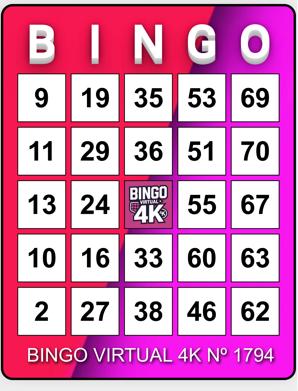 B I N G O
9 19 35 53 69
11 29 36 51 70
13 24 BINGO VIRTUAL 4K 55 67
10 16 33 60 63
2 27 38 46 62
BINGO VIRTUAL 4K Nº 1794